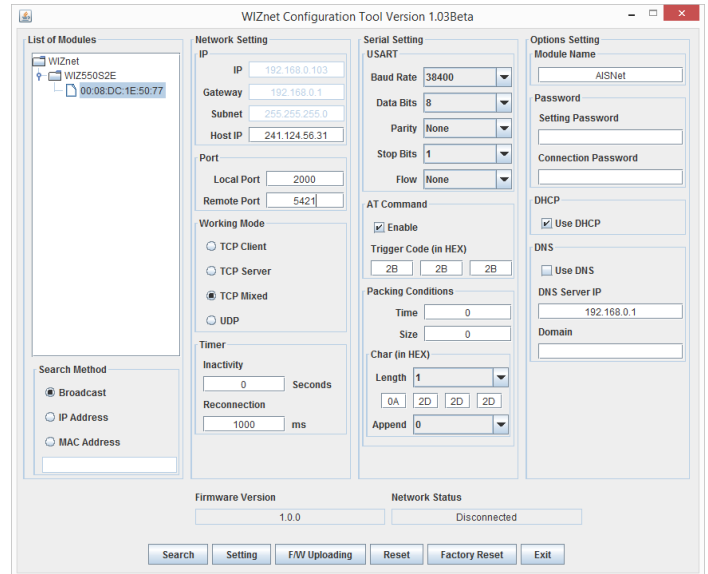 WIZnet Configuration Tool Version 1.03Beta
List of Modules
WIZnet
WIZ550S2E
00:08:DC:1E:50:77
Search Method
Broadcast
IP Address
MAC Address
Network Setting
IP
IP 192.168.0.103
Gateway 192.168.0.1
Subnet 255.255.255.0
Host IP 241.124.56.31
Port
Local Port 2000
Remote Port 5421
Working Mode
TCP Client
TCP Server
TCP Mixed
UDP
Timer
Inactivity
0 Seconds
Reconnection
1000 ms
Serial Setting
USART
Baud Rate 38400
Data Bits 8
Parity None
Stop Bits 1
Flow None
AT Command
Enable
Trigger Code (in HEX)
2B 2B 2B
Packing Conditions
Time 0
Size 0
Char (in HEX)
Length 1
0A 2D 2D 2D
Append 0
Options Setting
Module Name
AISNet
Password
Setting Password
Connection Password
DHCP
Use DHCP
DNS
Use DNS
DNS Server IP
192.168.0.1
Domain
Firmware Version
1.0.0
Network Status
Disconnected
Search Setting F/W Uploading Reset Factory Reset Exit